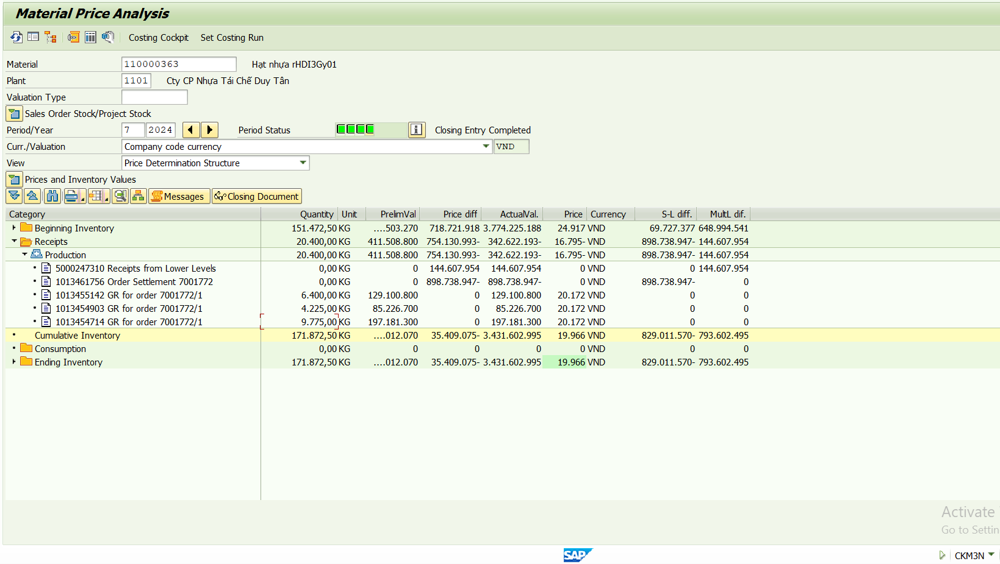 Material Price Analysis
Costing Cockpit Set Costing Run
Material 110000363 Hạt nhựa rHDI3Gy01
Plant 1101 Cty CP Nhựa Tái Chế Duy Tân
Valuation Type
Sales Order Stock/Project Stock
Period/Year 7 2024 Period Status Closing Entry Completed
Curr./Valuation Company code currency VND
View Price Determination Structure
Prices and Inventory Values
Messages Closing Document
Category Quantity Unit PrelimVal Price diff ActualVal. Price Currency S-L diff. MultL dif.
Beginning Inventory 151.472,50 KG ....503.270 718.721.918 3.774.225.188 24.917 VND 69.727.377 648.994.541
Receipts 20.400,00 KG 411.508.800 754.130.993- 342.622.193- 16.795- VND 898.738.947- 144.607.954
Production 20.400,00 KG 411.508.800 754.130.993- 342.622.193- 16.795- VND 898.738.947- 144.607.954
5000247310 Receipts from Lower Levels 0,00 KG 0 144.607.954 144.607.954 0 VND 0 144.607.954
1013461756 Order Settlement 7001772 0,00 KG 0 898.738.947- 898.738.947- 0 VND 898.738.947- 0
1013455142 GR for order 7001772/1 6.400,00 KG 129.100.800 0 129.100.800 20.172 VND 0 0
1013454903 GR for order 7001772/1 4.225,00 KG 85.226.700 0 85.226.700 20.172 VND 0 0
1013454714 GR for order 7001772/1 9.775,00 KG 197.181.300 0 197.181.300 20.172 VND 0 0
Cumulative Inventory 171.872,50 KG ....012.070 35.409.075- 3.431.602.995 19.966 VND 829.011.570- 793.602.495
Consumption 0,00 KG 0 0 0 0 VND 0 0
Ending Inventory 171.872,50 KG ....012.070 35.409.075- 3.431.602.995 19.966 VND 829.011.570- 793.602.495
Activate
Go to Settin
SAP
CKM3N